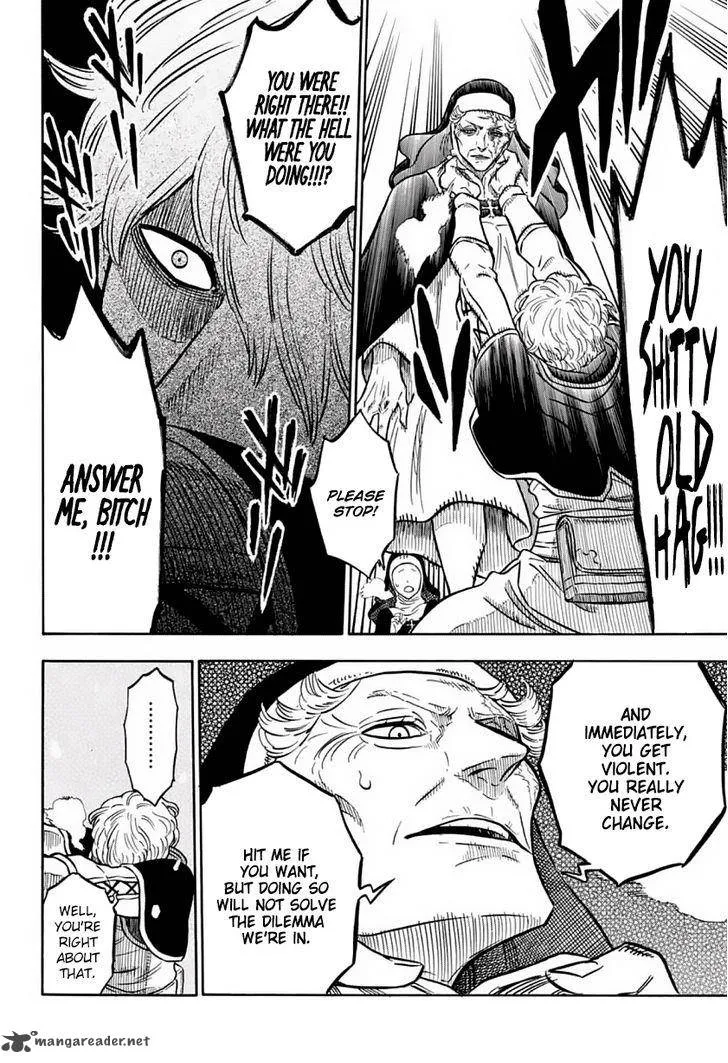 YOU
SHITTY
OLD
HAG!!!
PLEASE
STOP!
YOU WERE
RIGHT THERE!!
WHAT THE HELL
WERE YOU
DOING!!!?
ANSWER
ME, BITCH
!!!
AND
IMMEDIATELY,
YOU GET
VIOLENT.
YOU REALLY
NEVER
CHANGE.
HIT ME IF
YOU WANT,
BUT DOING SO
WILL NOT SOLVE
THE DILEMMA
WE'RE IN.
.........
WELL,
YOU'RE
RIGHT
ABOUT
THAT.
mangareader.net